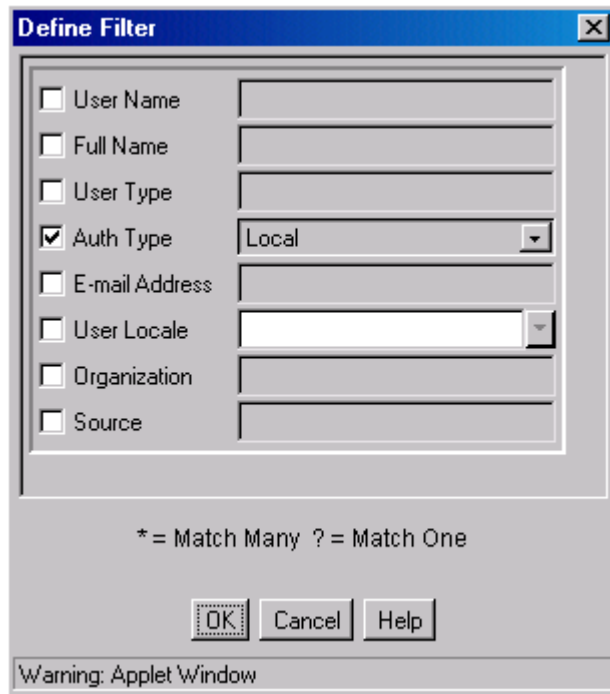 Define Filter
User Name
Full Name
User Type
Auth Type Local
E-mail Address
User Locale
Organization
Source
* = Match Many ? = Match One
OK Cancel Help
Warning: Applet Window